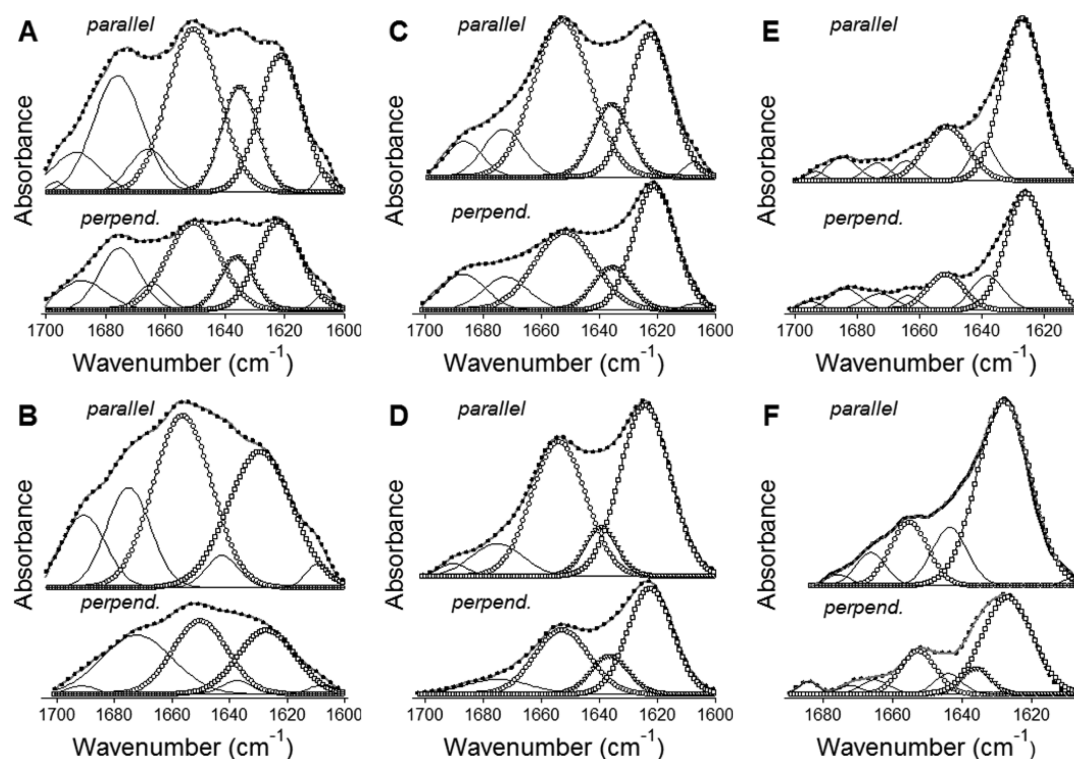 A
parallel
Absorbance
perpend.
1700 1680 1660 1640 1620 1600
Wavenumber (cm⁻¹)
C
parallel
Absorbance
perpend.
1700 1680 1660 1640 1620 1600
Wavenumber (cm⁻¹)
E
parallel
Absorbance
perpend.
1700 1680 1660 1640 1620
Wavenumber (cm⁻¹)
B
parallel
Absorbance
perpend.
1700 1680 1660 1640 1620 1600
Wavenumber (cm⁻¹)
D
parallel
Absorbance
perpend.
1700 1680 1660 1640 1620 1600
Wavenumber (cm⁻¹)
F
parallel
Absorbance
perpend.
1680 1660 1640 1620
Wavenumber (cm⁻¹)